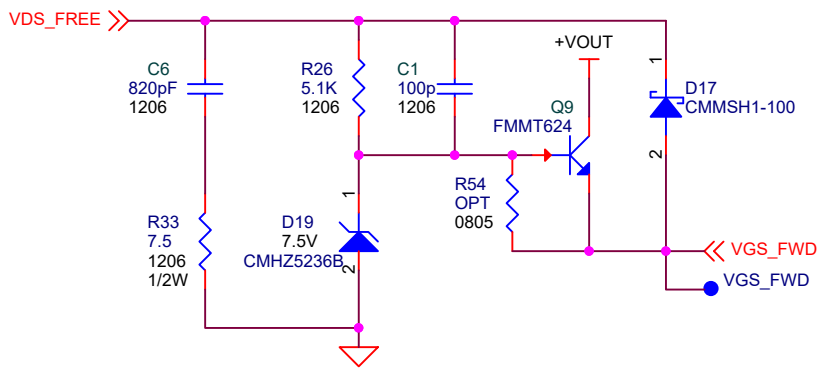 VDS_FREE
+VOUT
C6
820pF
1206
R26
5.1K
1206
C1
100p
1206
Q9
FMMT624
1
D17
CMMSH1-100
2
R54
OPT
0805
R33
7.5
1206
1/2W
1
D19
7.5V
CMHZ5236B
2
VGS_FWD
VGS_FWD